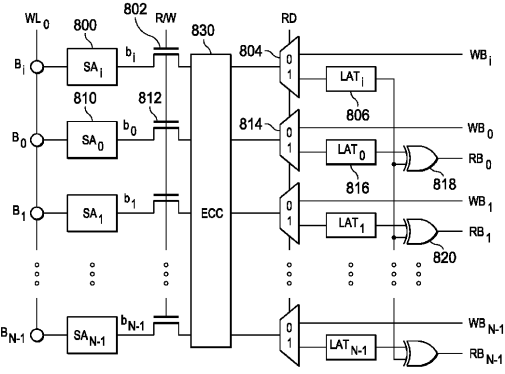 WL0 800 802 R/W 830 RD
Bi SAi bi 804 0 1 LATi 806 WBi
810 812 814
B0 SA0 b0 0 1 LAT0 816 WB0
818 RB0
B1 SA1 b1 ECC 0 1 LAT1 WB1
820 RB1
BN-1 SAN-1 bN-1 0 1 LATN-1 WBN-1
RBN-1